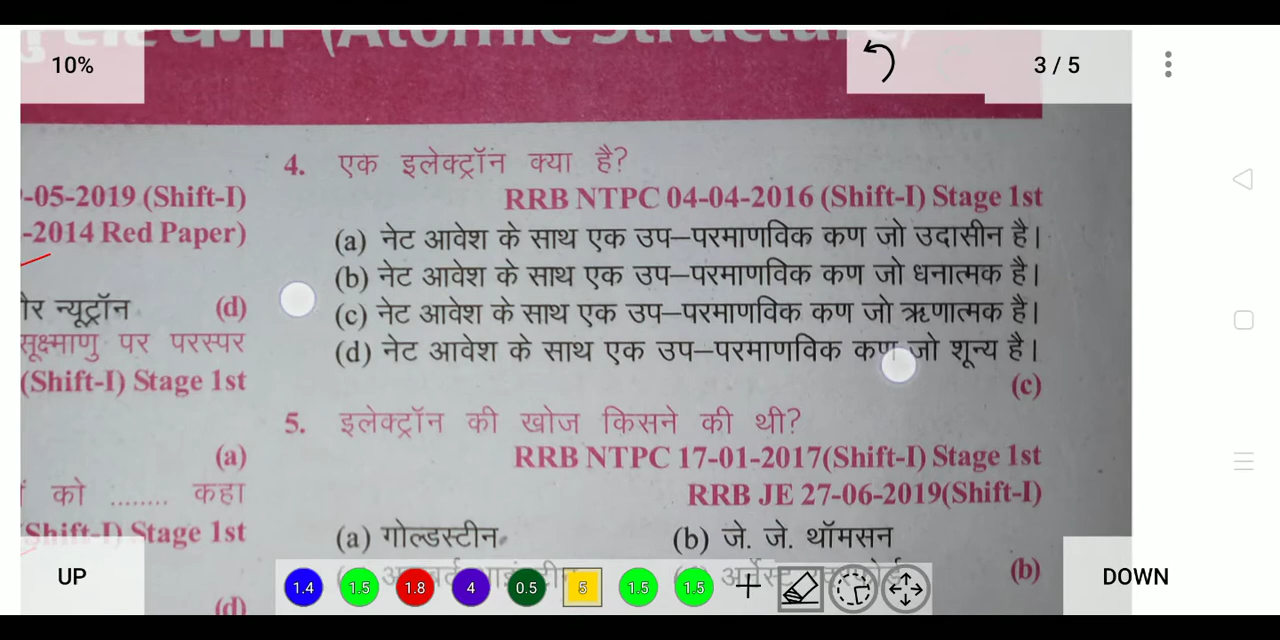 (Atomic Structure)
10%
3 / 5
-05-2019 (Shift-I)
-2014 Red Paper)
न्यूट्रॉन (d)
सूक्ष्माणु पर परस्पर
(Shift-I) Stage 1st
(a)
को ........ कहा
Shift-I) Stage 1st
(d)
4. एक इलेक्ट्रॉन क्या है?
RRB NTPC 04-04-2016 (Shift-I) Stage 1st
(a) नेट आवेश के साथ एक उप–परमाणविक कण जो उदासीन है।
(b) नेट आवेश के साथ एक उप–परमाणविक कण जो धनात्मक है।
(c) नेट आवेश के साथ एक उप–परमाणविक कण जो ऋणात्मक है।
(d) नेट आवेश के साथ एक उप–परमाणविक कण जो शून्य है।
(c)
5. इलेक्ट्रॉन की खोज किसने की थी?
RRB NTPC 17-01-2017(Shift-I) Stage 1st
RRB JE 27-06-2019(Shift-I)
(a) गोल्डस्टीन (b) जे. जे. थॉमसन
(b)
UP
1.4 1.5 1.8 4 0.5 5 1.5 1.5
DOWN